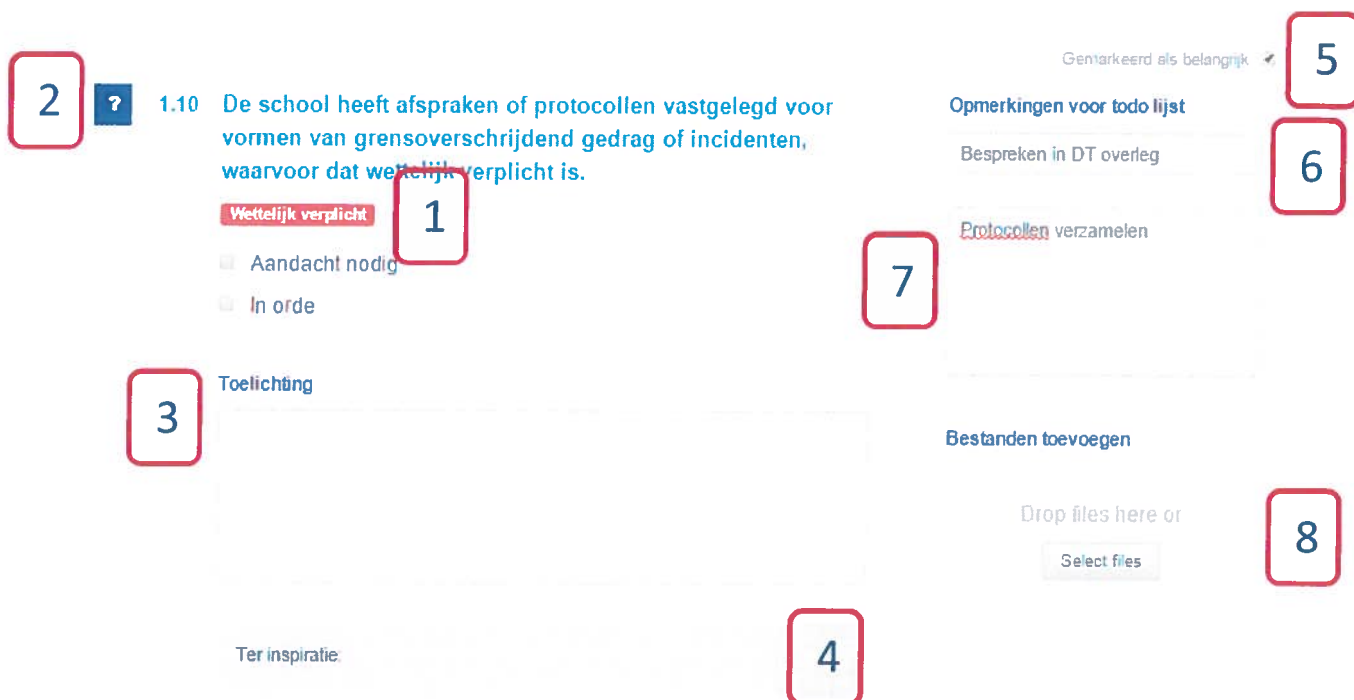 Gemarkeerd als belangrijk
5
2
?
1.10 De school heeft afspraken of protocollen vastgelegd voor
vormen van grensoverschrijdend gedrag of incidenten,
waarvoor dat wettelijk verplicht is.
Wettelijk verplicht
1
Aandacht nodig
In orde
Toelichting
3
Ter inspiratie:
4
Opmerkingen voor todo lijst
Bespreken in DT overleg
6
Protocollen verzamelen
7
Bestanden toevoegen
Drop files here or
Select files
8